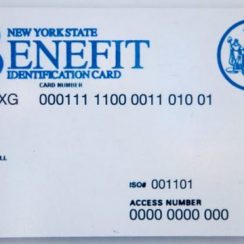 NEW YORK STATE
BENEFIT
IDENTIFICATION CARD
CARD NUMBER
XG 000111 1100 0011 010 01
LL
ISO# 001101
ACCESS NUMBER
0000 0000 000